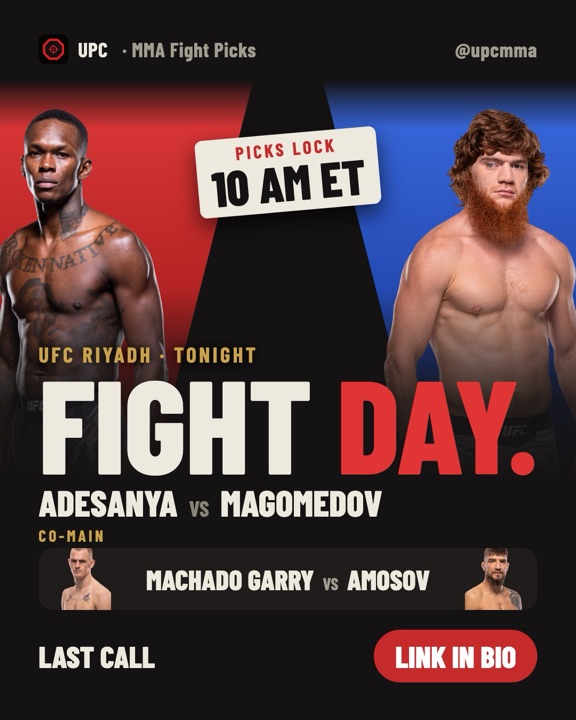 UPC · MMA Fight Picks
@upcmma
PICKS LOCK
10 AM ET
UFC RIYADH · TONIGHT
FIGHT DAY.
ADESANYA vs MAGOMEDOV
CO-MAIN
MACHADO GARRY vs AMOSOV
LAST CALL
LINK IN BIO